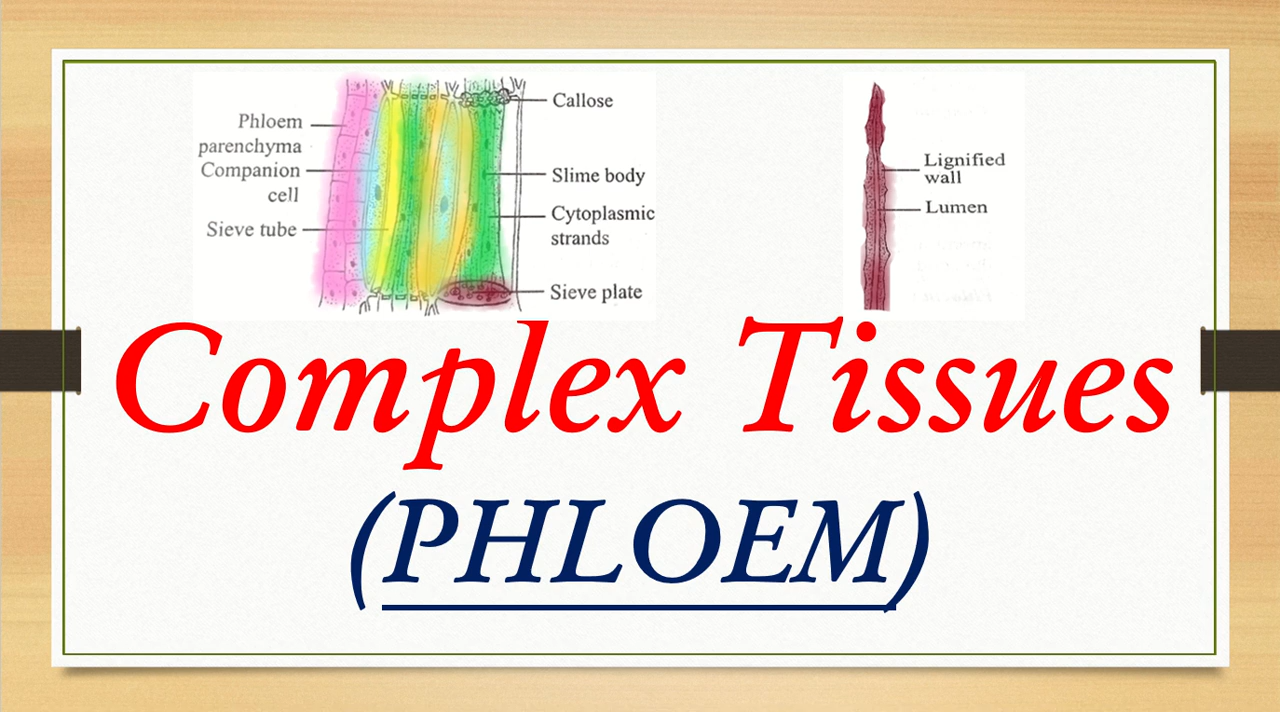 Phloem
parenchyma
Companion
cell
Sieve tube
Callose
Slime body
Cytoplasmic
strands
Sieve plate
Lignified
wall
Lumen
Complex Tissues
(PHLOEM)